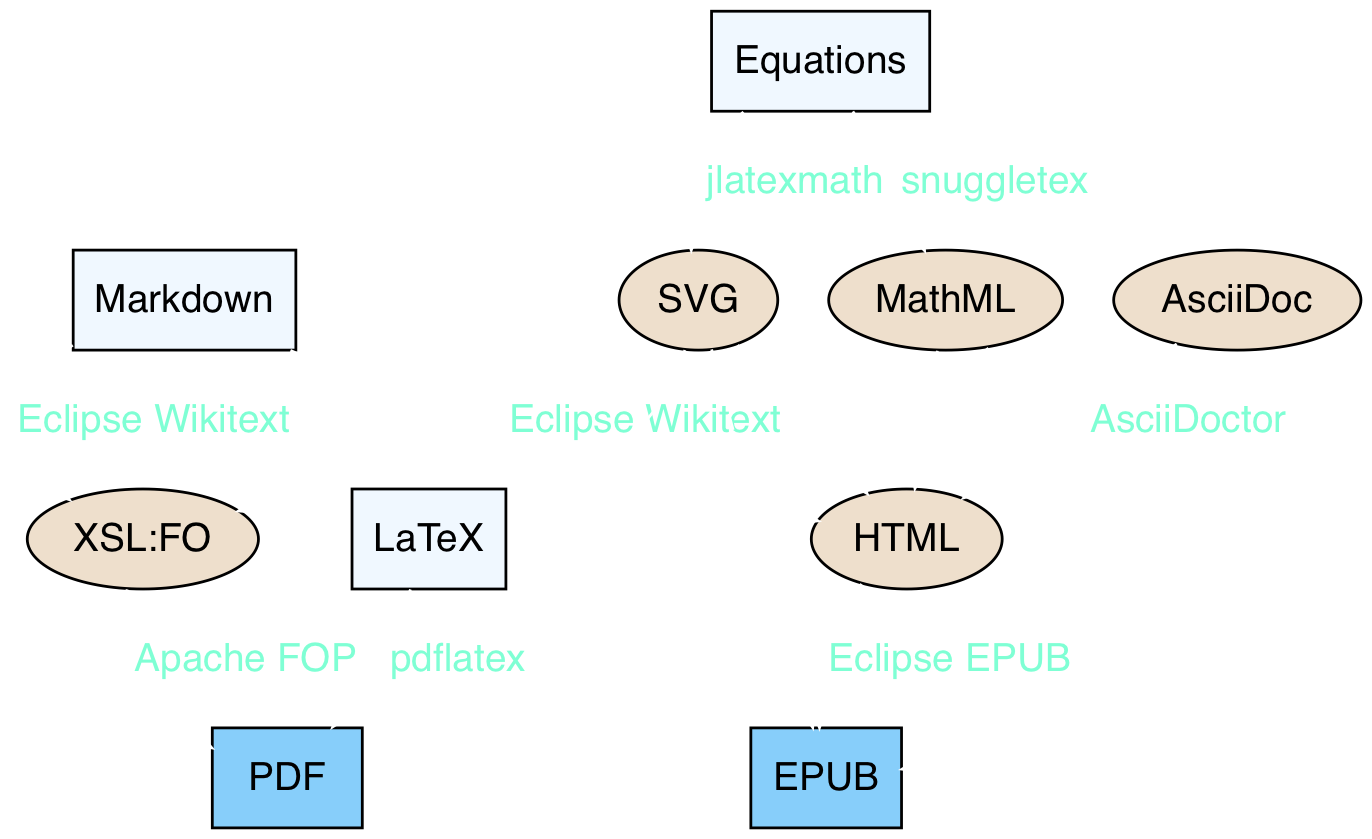 Equations
jlatexmath snuggletex
Markdown
SVG
MathML
AsciiDoc
Eclipse Wikitext
Eclipse Wikitext
AsciiDoctor
XSL:FO
LaTeX
HTML
Apache FOP
pdflatex
Eclipse EPUB
PDF
EPUB